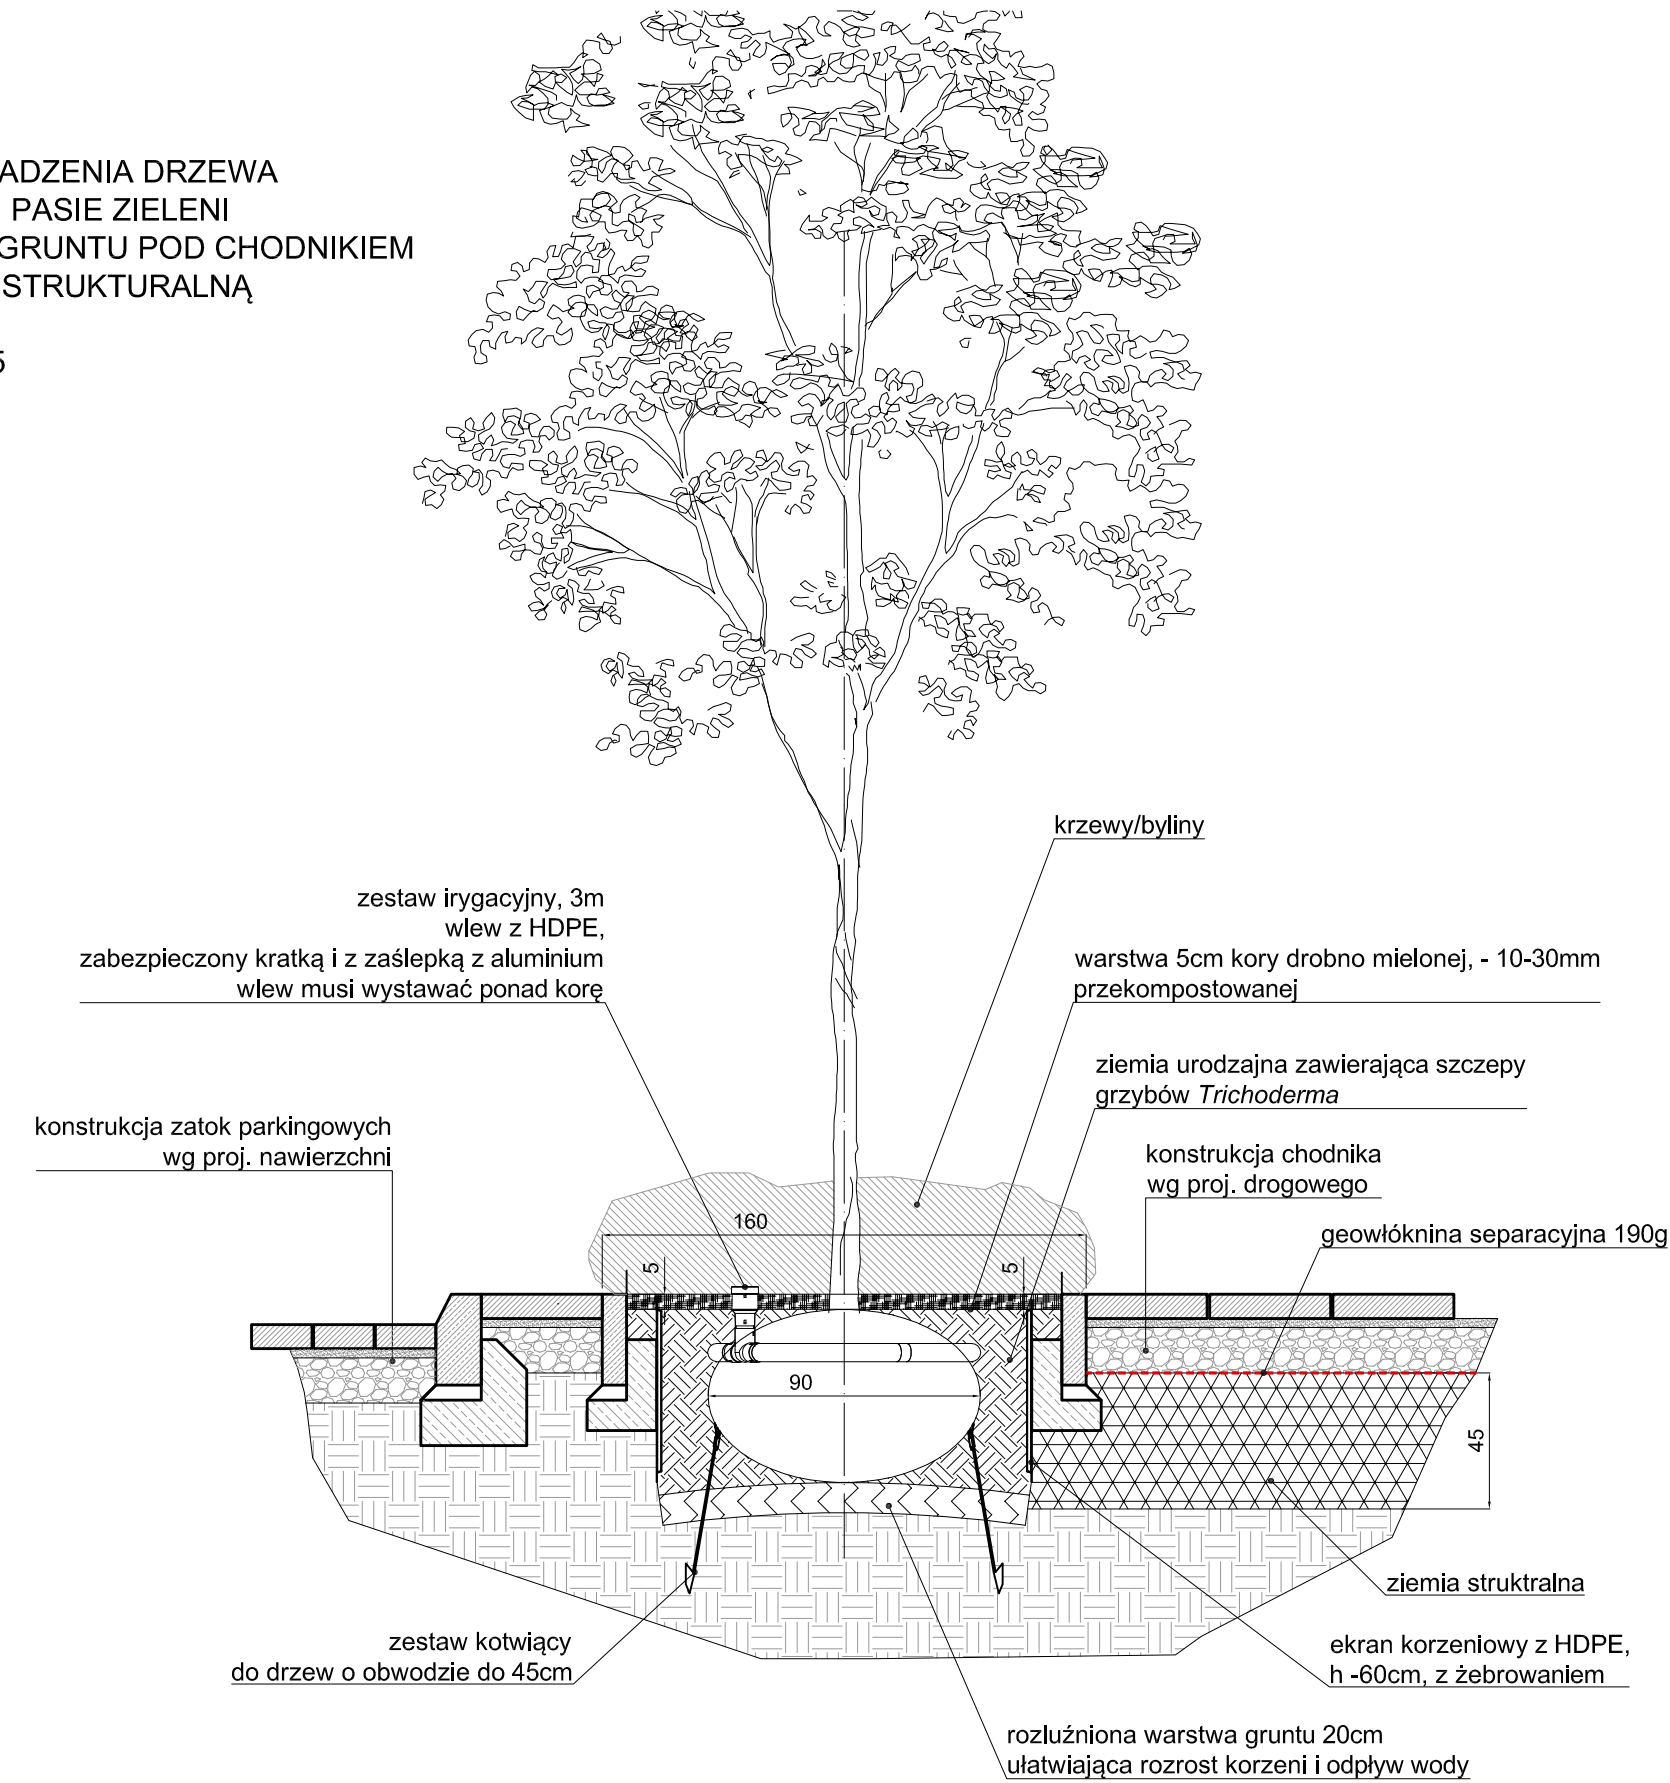 ADZENIA DRZEWA
PASIE ZIELENI
GRUNTU POD CHODNIKIEM
STRUKTURALNĄ
5
krzewy/byliny
zestaw irygacyjny, 3m
wlew z HDPE,
zabezpieczony kratką i z zaślepką z aluminium
wlew musi wystawać ponad korę
warstwa 5cm kory drobno mielonej, - 10-30mm
przekompostowanej
ziemia urodzajna zawierająca szczepy
grzybów Trichoderma
konstrukcja zatok parkingowych
wg proj. nawierzchni
konstrukcja chodnika
wg proj. drogowego
geowłóknina separacyjna 190g
160
5
5
90
45
ziemia struktralna
zestaw kotwiący
do drzew o obwodzie do 45cm
ekran korzeniowy z HDPE,
h -60cm, z żebrowaniem
rozluźniona warstwa gruntu 20cm
ułatwiająca rozrost korzeni i odpływ wody